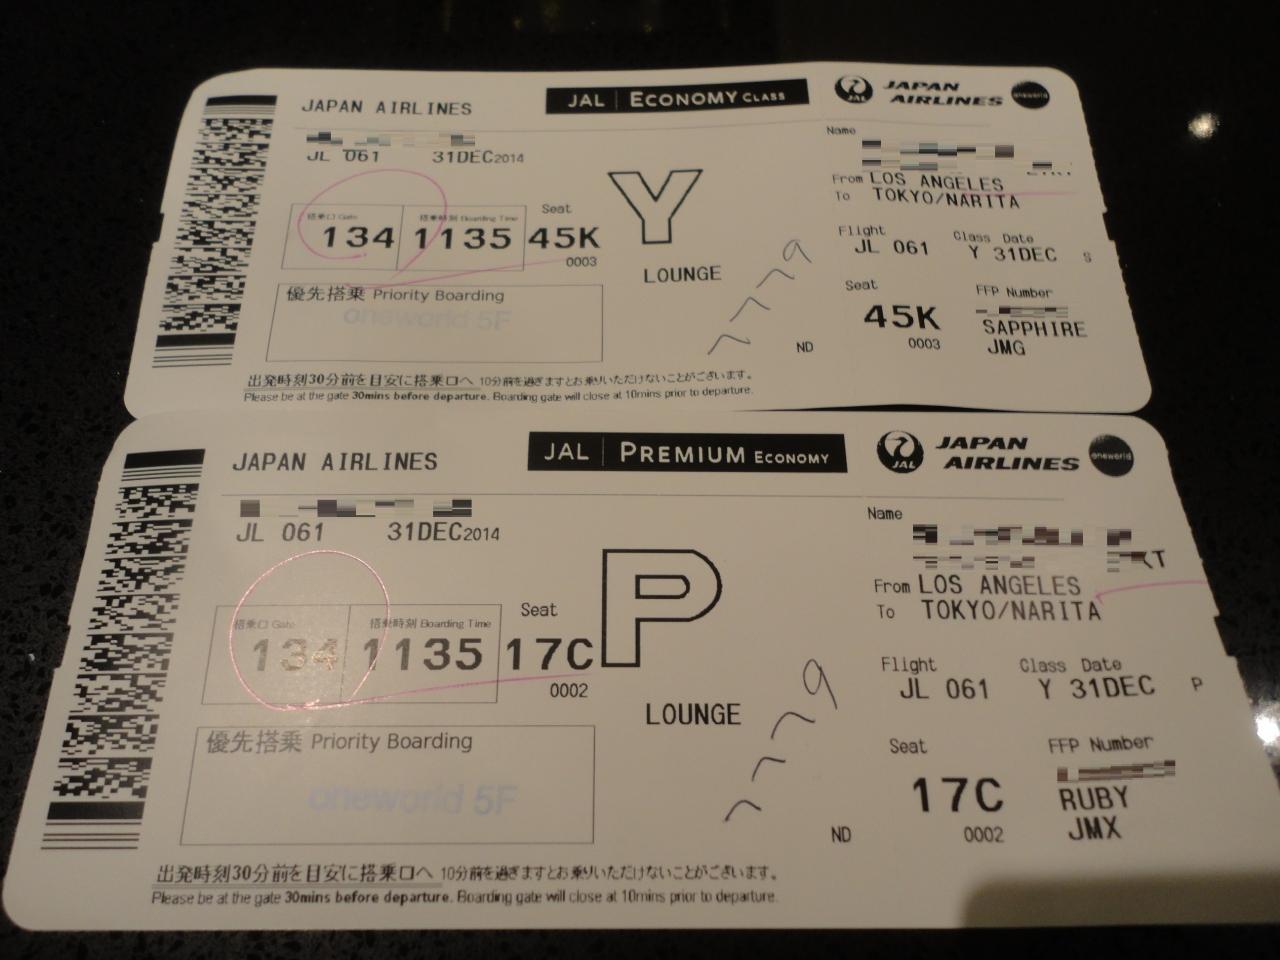 JAPAN AIRLINES
JAL ECONOMY CLASS
JAL
JAPAN AIRLINES
oneworld
JL 061 31DEC2014
搭乗口 Gate 搭乗時刻 Boarding Time Seat
134 1135 45K
0003
Y
LOUNGE
優先搭乗 Priority Boarding
oneworld 5F
出発時刻30分前を目安に搭乗口へ 10分前を過ぎますとお乗りいただけないことがございます。
Please be at the gate 30mins before departure. Boarding gate will close at 10mins prior to departure.
ND
Name
From LOS ANGELES
To TOKYO/NARITA
Flight Class Date
JL 061 Y 31DEC S
Seat FFP Number
45K SAPPHIRE
0003 JMG
JAPAN AIRLINES
JAL PREMIUM ECONOMY
JAL
JAPAN AIRLINES
oneworld
JL 061 31DEC2014
搭乗口 Gate 搭乗時刻 Boarding Time Seat
134 1135 17C
0002
P
LOUNGE
優先搭乗 Priority Boarding
oneworld 5F
出発時刻30分前を目安に搭乗口へ 10分前を過ぎますとお乗りいただけないことがございます。
Please be at the gate 30mins before departure. Boarding gate will close at 10mins prior to departure.
ND
Name
From LOS ANGELES
To TOKYO/NARITA
Flight Class Date
JL 061 Y 31DEC P
Seat FFP Number
17C RUBY
0002 JMX